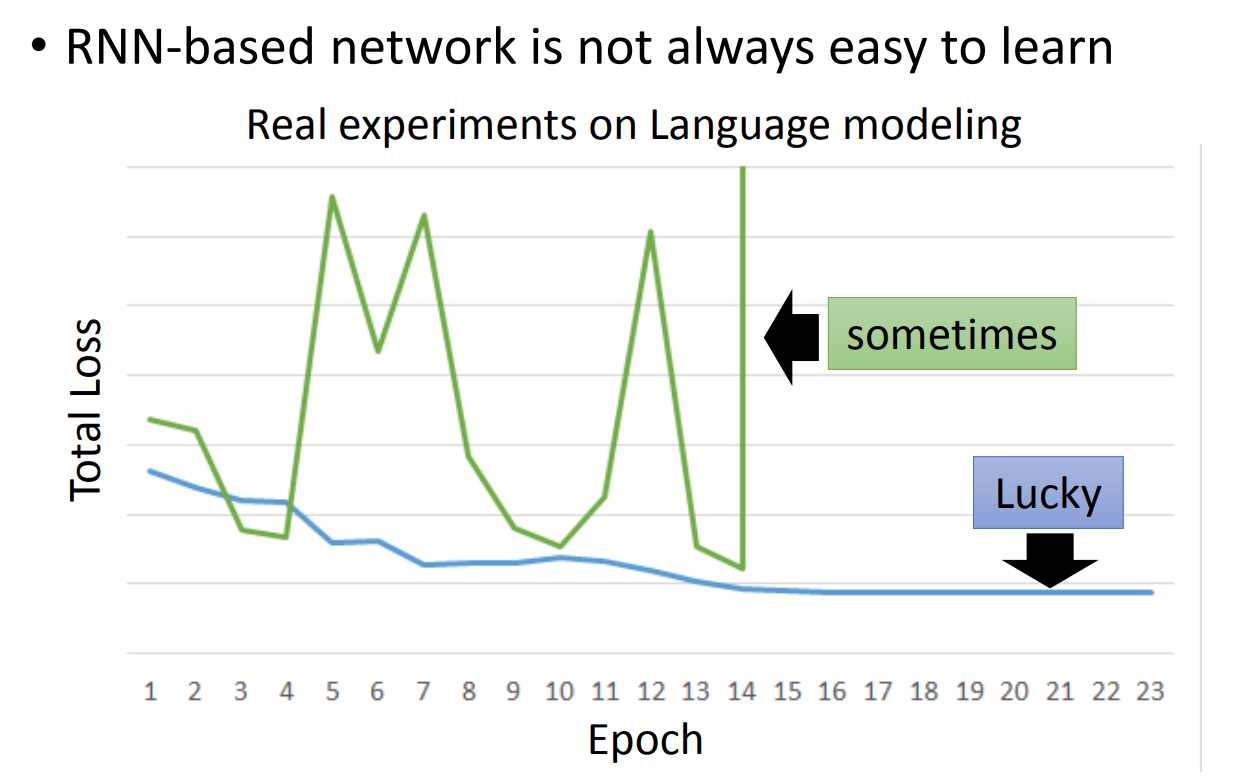 • RNN-based network is not always easy to learn
Real experiments on Language modeling
Total Loss
sometimes
Lucky
1 2 3 4 5 6 7 8 9 10 11 12 13 14 15 16 17 18 19 20 21 22 23
Epoch